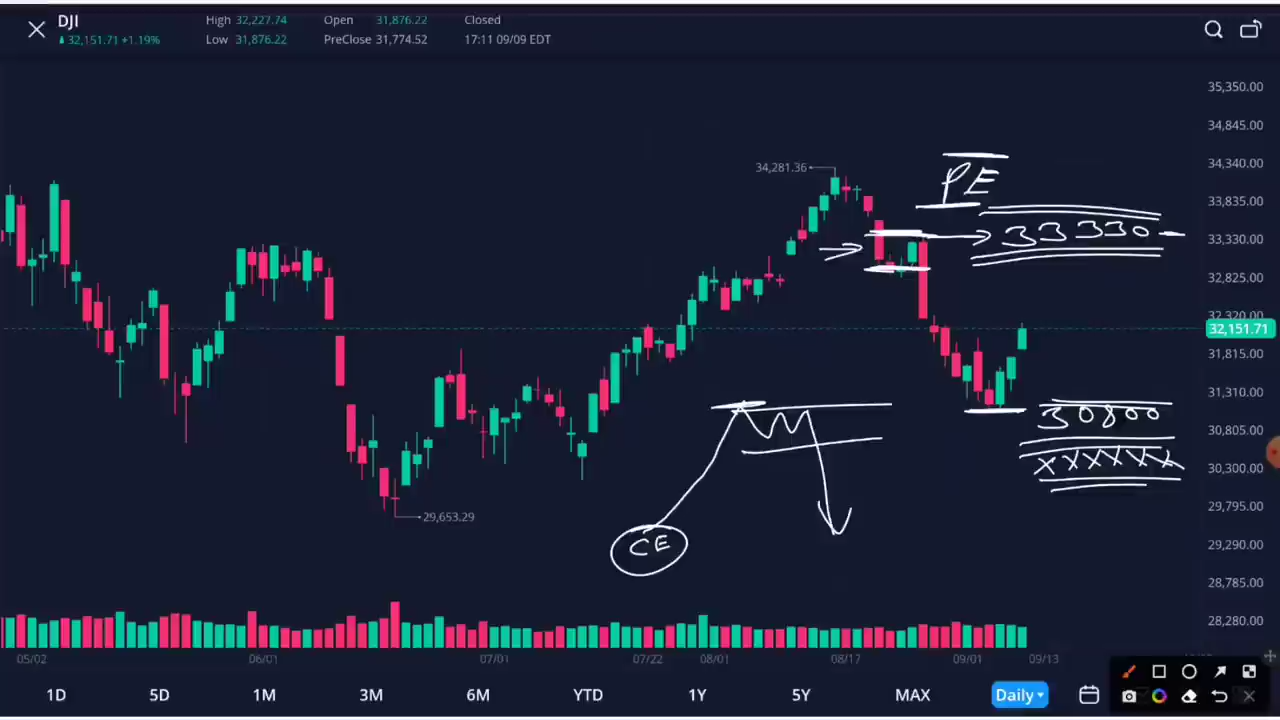 DJI
32,151.71 +1.19%
High 32,227.74
Low 31,876.22
Open 31,876.22
PreClose 31,774.52
Closed
17:11 09/09 EDT
35,350.00
34,845.00
34,340.00
33,835.00
33,330.00
32,825.00
32,320.00
32,151.71
31,815.00
31,310.00
30,805.00
30,300.00
29,795.00
29,290.00
28,785.00
28,280.00
34,281.36
PE
33330
30800
XXXXXX
29,653.29
CE
05/02 06/01 07/01 07/22 08/01 08/17 09/01 09/13
1D 5D 1M 3M 6M YTD 1Y 5Y MAX Daily